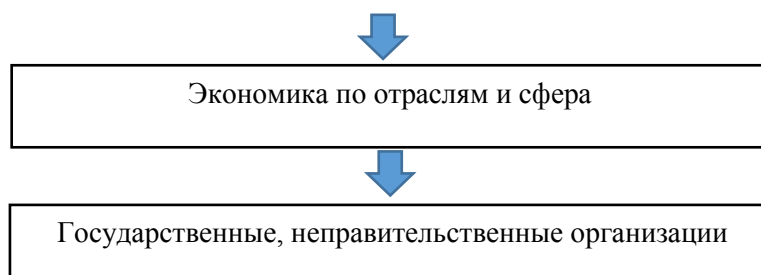 Экономика по отраслям и сфера
Государственные, неправительственные организации